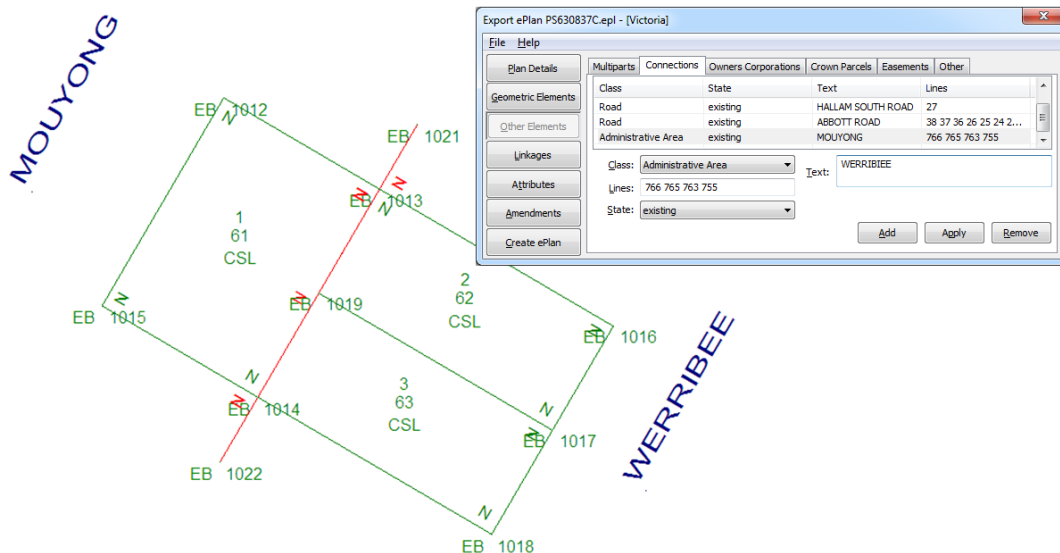 Export ePlan PS630837C.epl - [Victoria]
File Help
Plan Details
Geometric Elements
Other Elements
Linkages
Attributes
Amendments
Create ePlan
Multiparts Connections Owners Corporations Crown Parcels Easements Other
Class State Text Lines
Road existing HALLAM SOUTH ROAD 27
Road existing ABBOTT ROAD 38 37 36 26 25 24 2...
Administrative Area existing MOUYONG 766 765 763 755
Class: Administrative Area
Lines: 766 765 763 755
State: existing
Text: WERRIBIEE
Add Apply Remove
MOUYONG
EB 1012
N
EB 1021
N
N
EB 1013
N
1
61
CSL
2
62
CSL
N
EB 1015
N
EB 1019
N
EB 1016
WERRIBEE
3
63
CSL
N
N
EB 1014
N
N
EB 1017
EB 1022
N
EB 1018